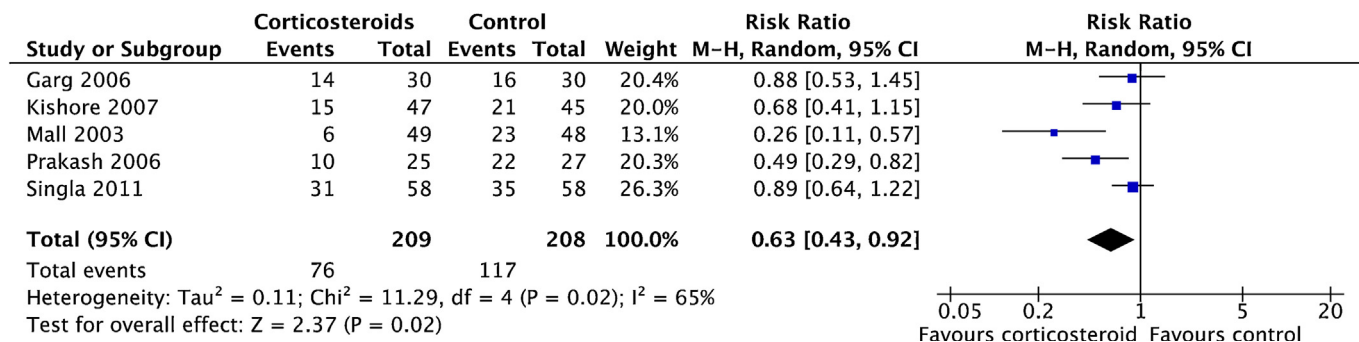 Corticosteroids Control Risk Ratio Risk Ratio
Study or Subgroup Events Total Events Total Weight M-H, Random, 95% CI M-H, Random, 95% CI
Garg 2006 14 30 16 30 20.4% 0.88 [0.53, 1.45]
Kishore 2007 15 47 21 45 20.0% 0.68 [0.41, 1.15]
Mall 2003 6 49 23 48 13.1% 0.26 [0.11, 0.57]
Prakash 2006 10 25 22 27 20.3% 0.49 [0.29, 0.82]
Singla 2011 31 58 35 58 26.3% 0.89 [0.64, 1.22]
Total (95% CI) 209 208 100.0% 0.63 [0.43, 0.92]
Total events 76 117
Heterogeneity: Tau² = 0.11; Chi² = 11.29, df = 4 (P = 0.02); I² = 65%
Test for overall effect: Z = 2.37 (P = 0.02)
0.05 0.2 1 5 20
Favours corticosteroid Favours control